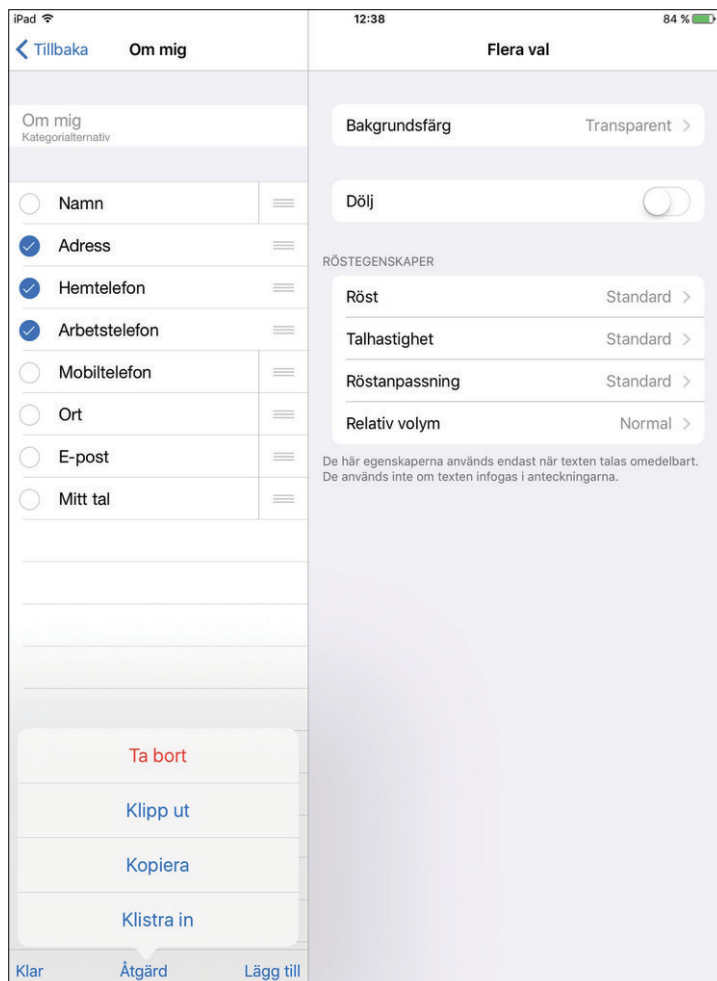 iPad 12:38 84 %
Tillbaka Om mig
Om mig
Kategorialternativ
Namn
Adress
Hemtelefon
Arbetstelefon
Mobiltelefon
Ort
E-post
Mitt tal
Ta bort
Klipp ut
Kopiera
Klistra in
Klar Åtgärd Lägg till
Flera val
Bakgrundsfärg Transparent
Dölj
RÖSTEGENSKAPER
Röst Standard
Talhastighet Standard
Röstanpassning Standard
Relativ volym Normal
De här egenskaperna används endast när texten talas omedelbart.
De används inte om texten infogas i anteckningarna.